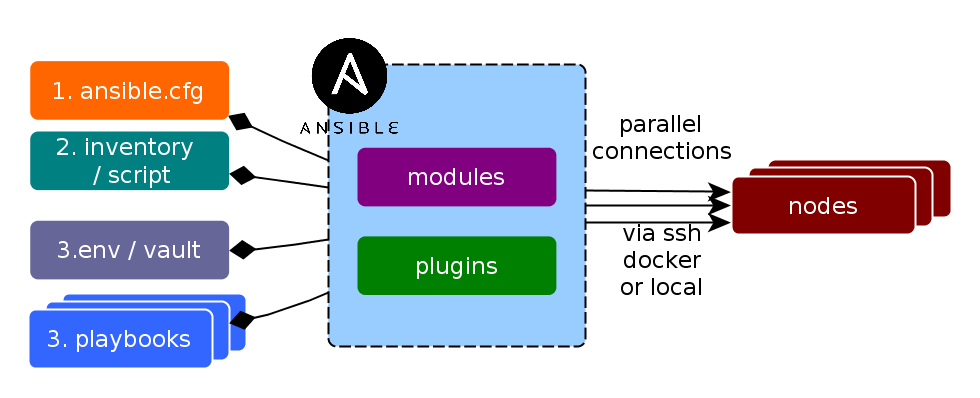 1. ansible.cfg
2. inventory
/ script
3.env / vault
3. playbooks
ANSIBLE
modules
plugins
parallel
connections
via ssh
docker
or local
nodes